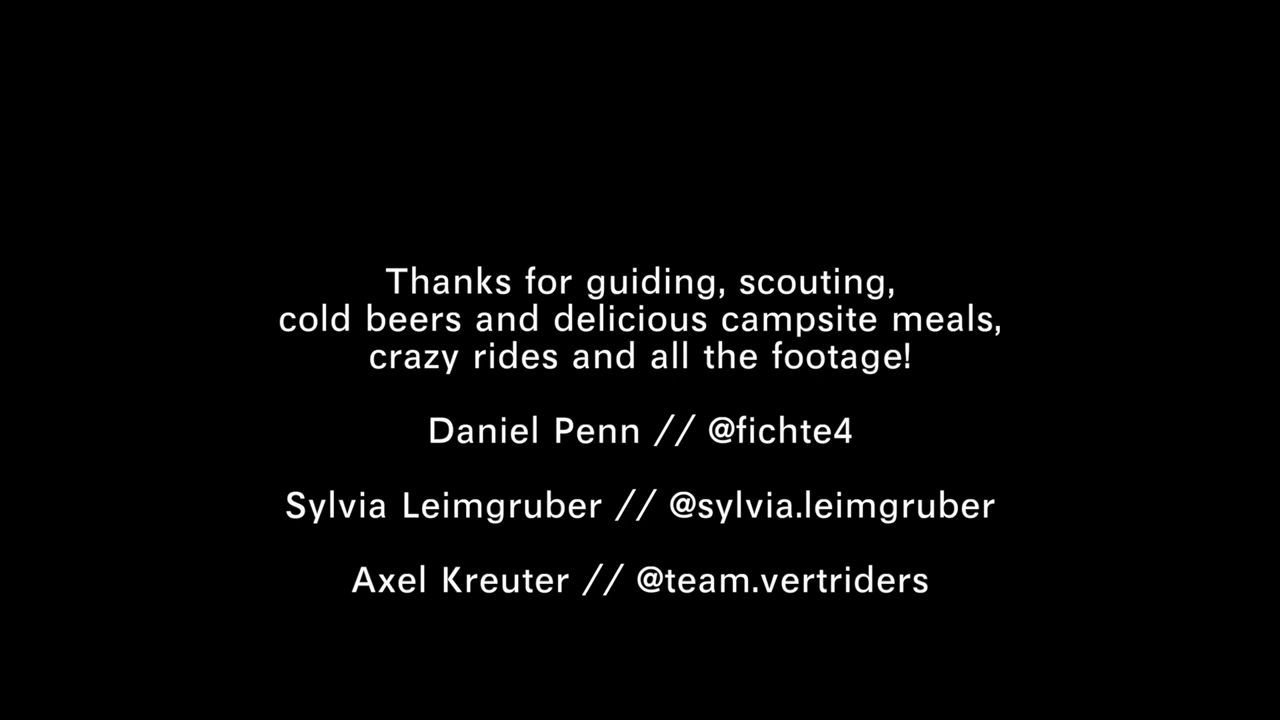 Thanks for guiding, scouting,
cold beers and delicious campsite meals,
crazy rides and all the footage!
Daniel Penn // @fichte4
Sylvia Leimgruber // @sylvia.leimgruber
Axel Kreuter // @team.vertriders